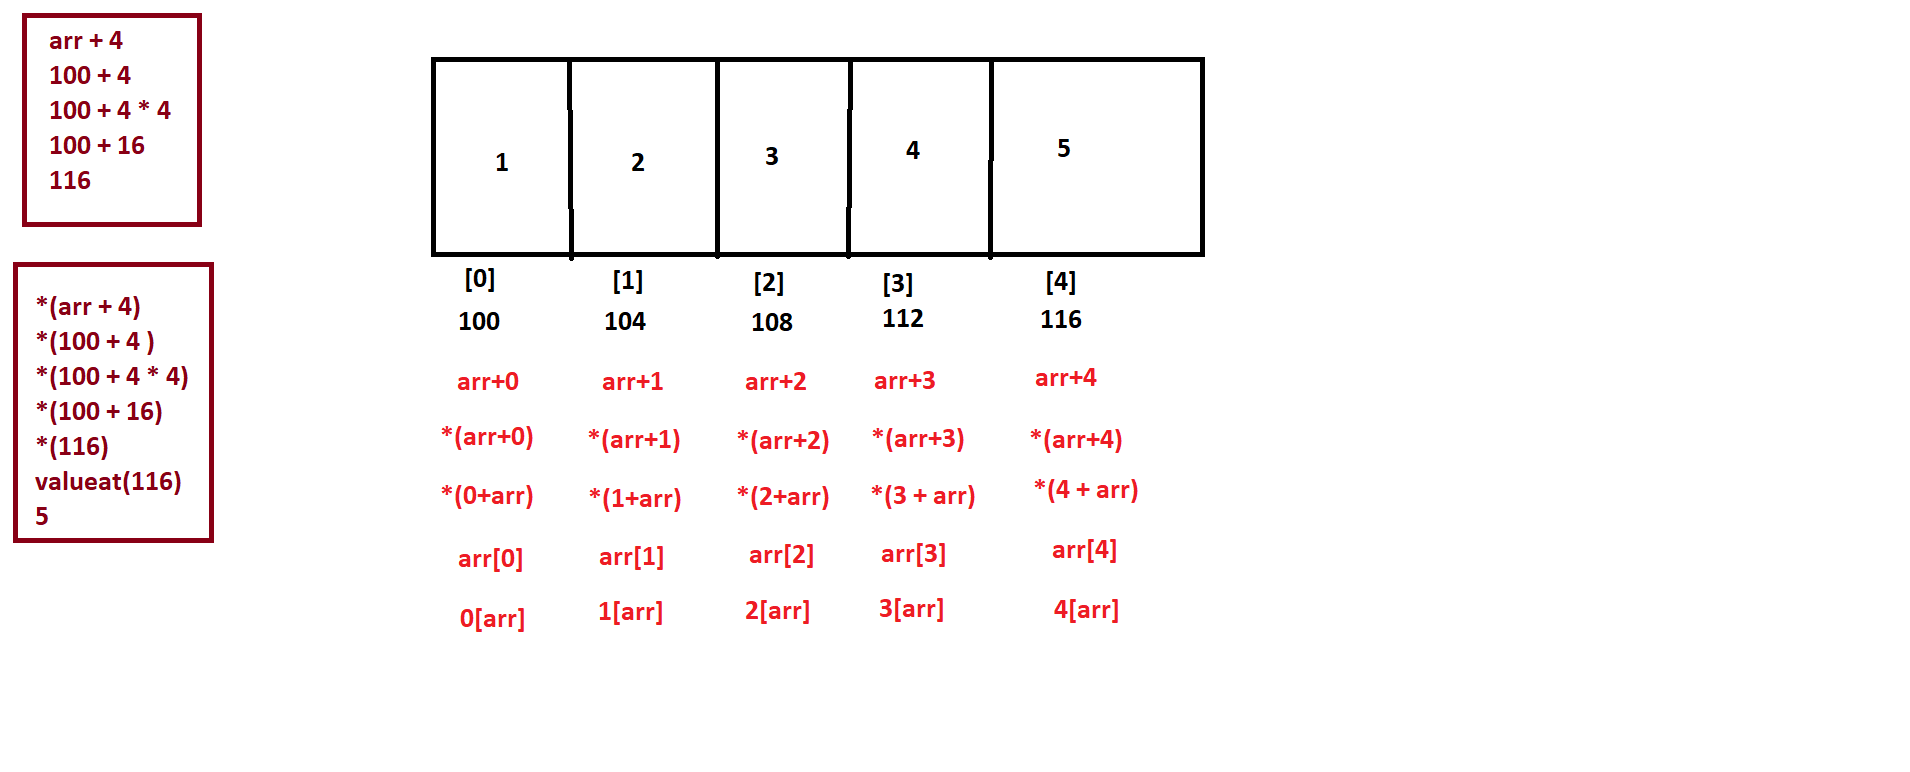 arr + 4
100 + 4
100 + 4 * 4
100 + 16
116
*(arr + 4)
*(100 + 4 )
*(100 + 4 * 4)
*(100 + 16)
*(116)
valueat(116)
5
1 2 3 4 5
[0] [1] [2] [3] [4]
100 104 108 112 116
arr+0 arr+1 arr+2 arr+3 arr+4
*(arr+0) *(arr+1) *(arr+2) *(arr+3) *(arr+4)
*(0+arr) *(1+arr) *(2+arr) *(3 + arr) *(4 + arr)
arr[0] arr[1] arr[2] arr[3] arr[4]
0[arr] 1[arr] 2[arr] 3[arr] 4[arr]